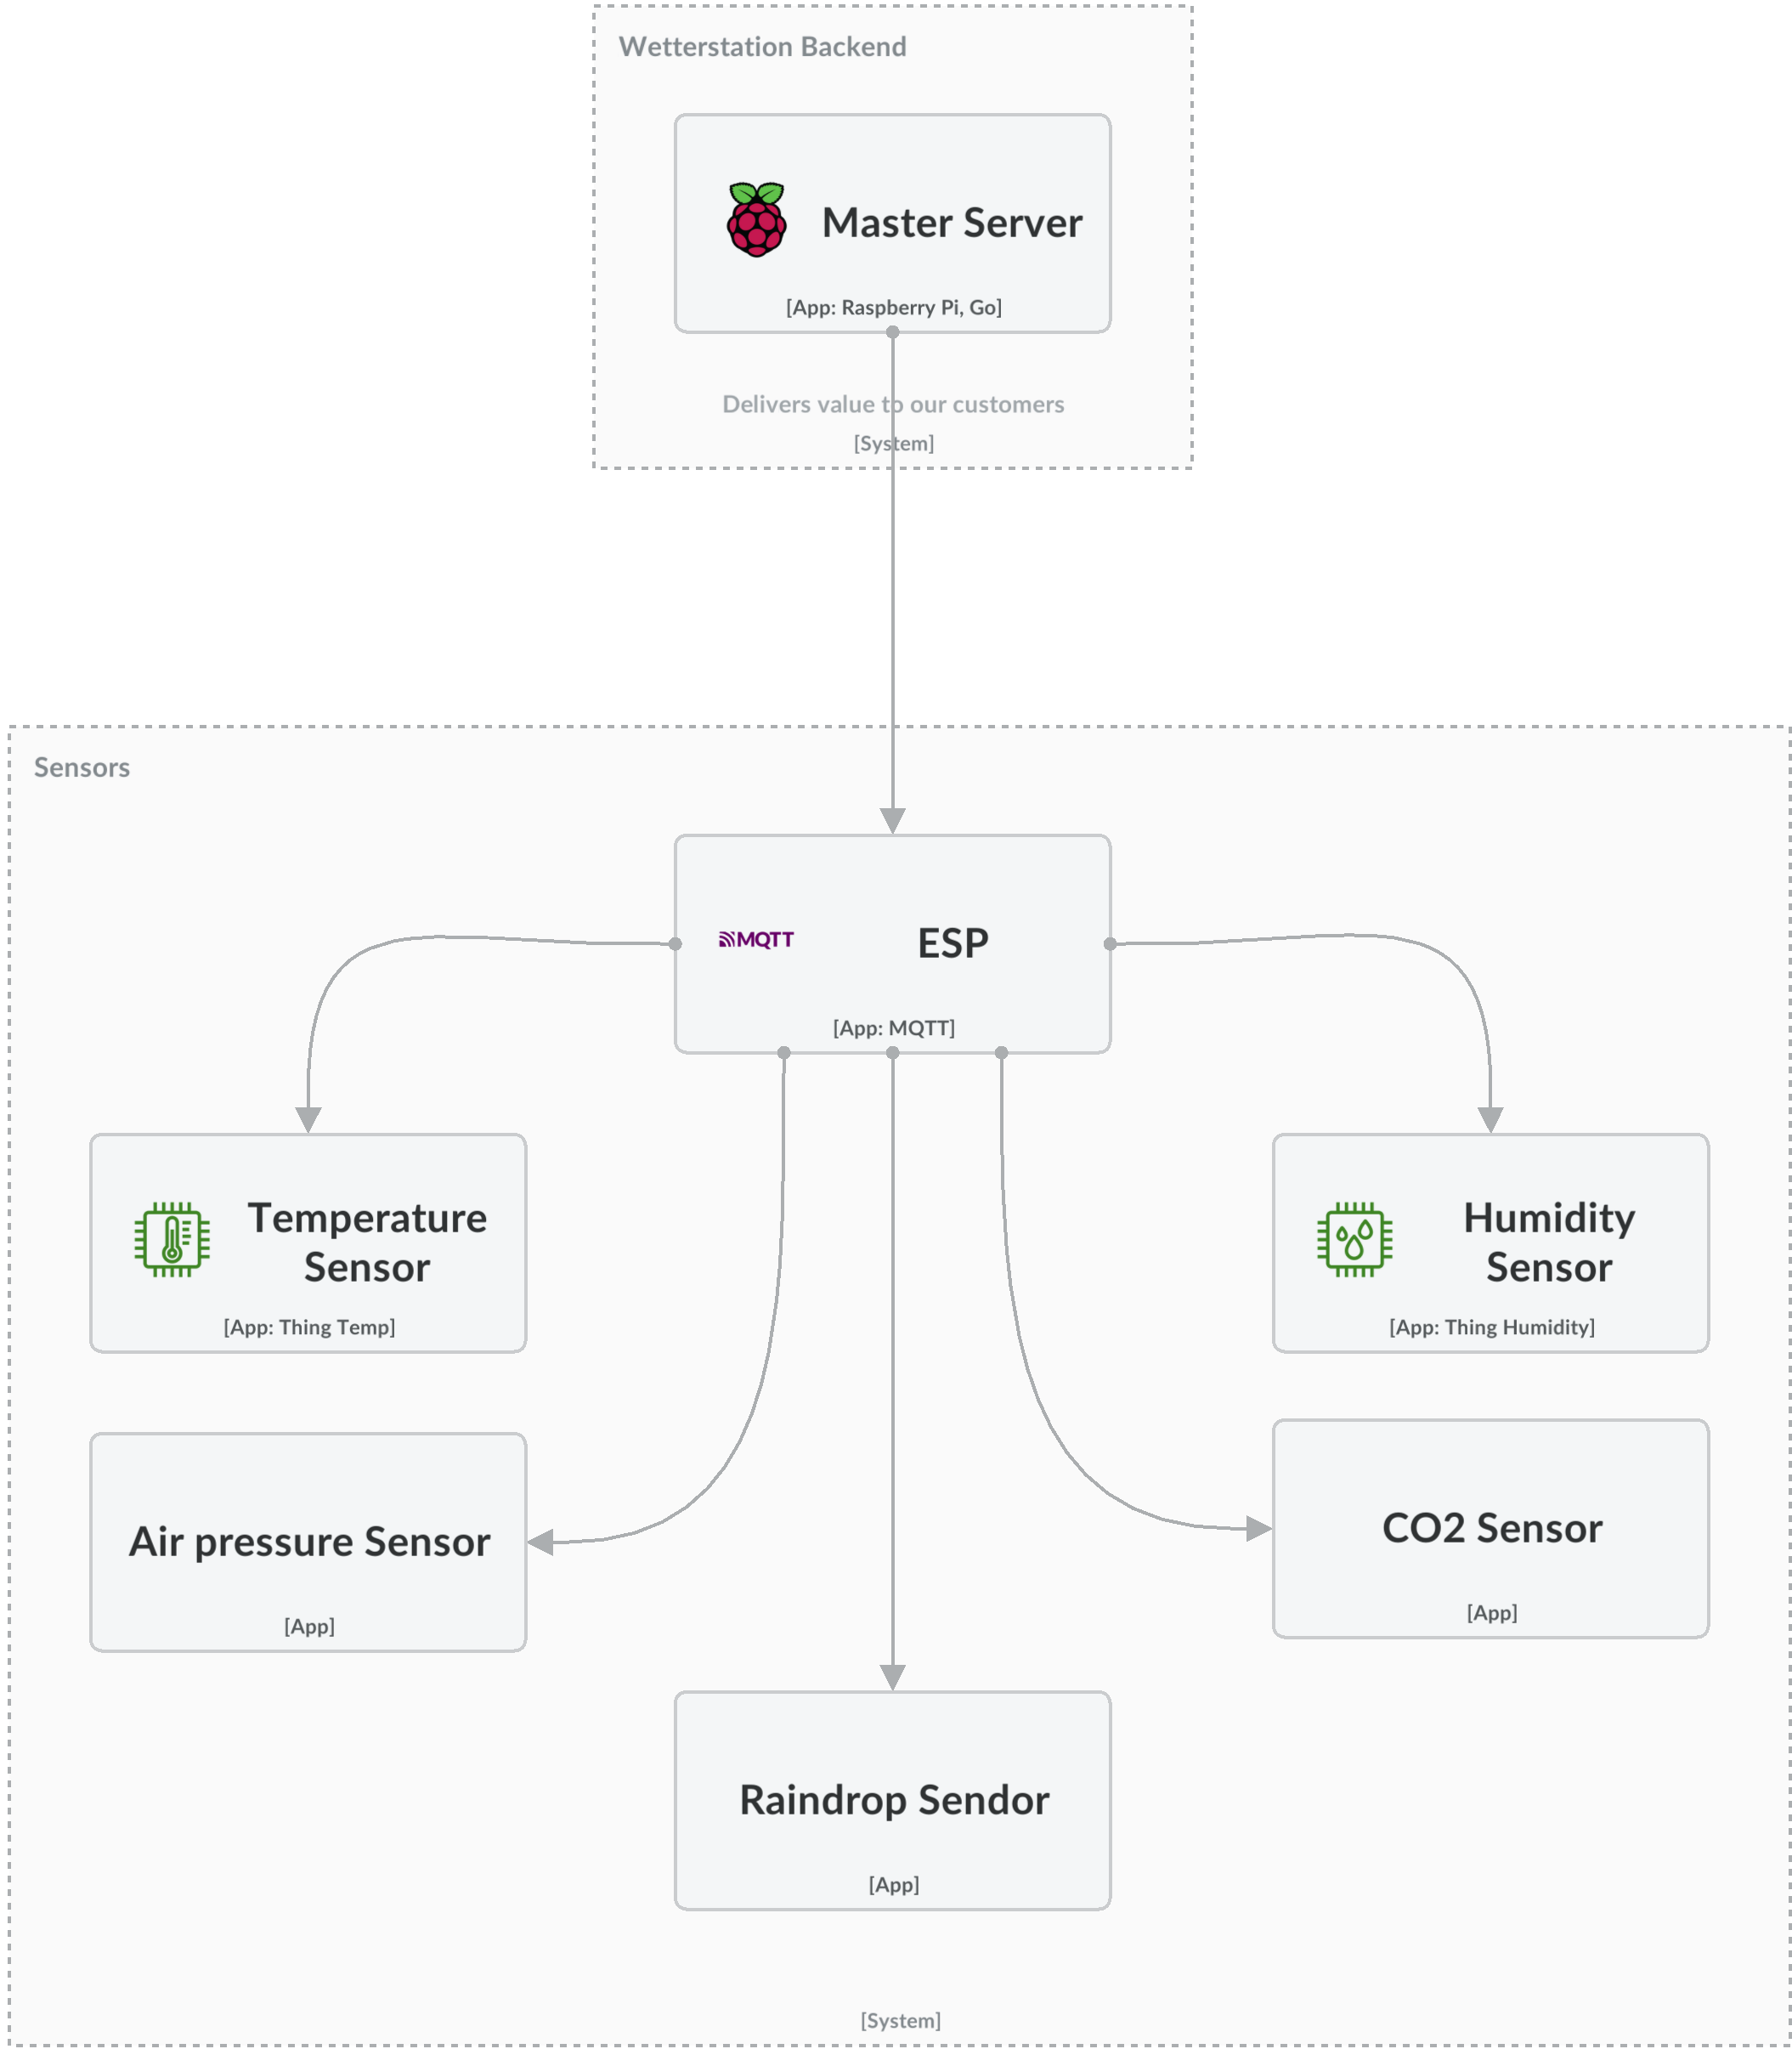 Wetterstation Backend
Master Server
[App: Raspberry Pi, Go]
Delivers value to our customers
[System]
Sensors
MQTT
ESP
[App: MQTT]
Temperature
Sensor
[App: Thing Temp]
Humidity
Sensor
[App: Thing Humidity]
Air pressure Sensor
[App]
CO2 Sensor
[App]
Raindrop Sendor
[App]
[System]